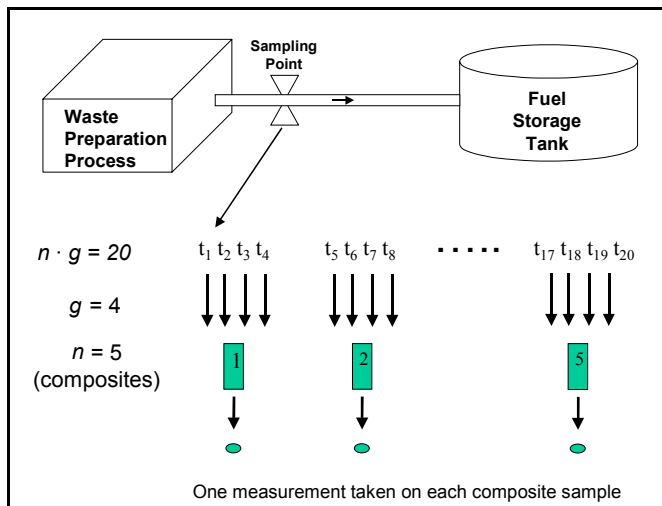 Sampling
Point
Waste
Preparation
Process
Fuel
Storage
Tank
n · g = 20
t₁ t₂ t₃ t₄
t₅ t₆ t₇ t₈
.....
t₁₇ t₁₈ t₁₉ t₂₀
g = 4
n = 5
(composites)
1
2
5
One measurement taken on each composite sample